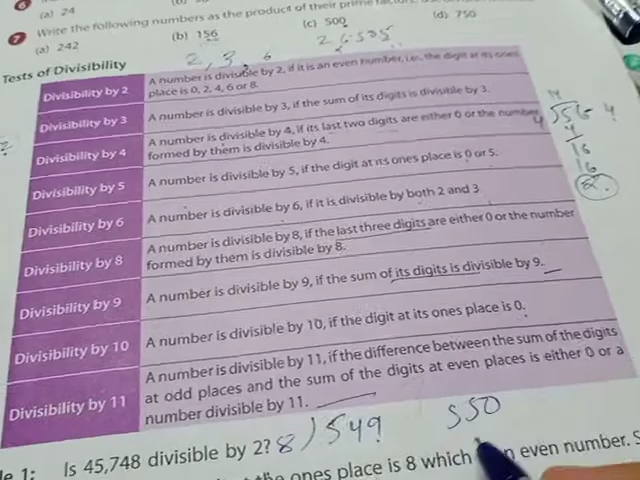 6 (a) 24
7 Write the following numbers as the product of their prime factors.
(a) 242 (b) 156 (c) 500 (d) 750
2, 3, 6
Tests of Divisibility
Divisibility by 2 A number is divisible by 2, if it is an even number, i.e., the digit at its ones
place is 0, 2, 4, 6 or 8.
Divisibility by 3 A number is divisible by 3, if the sum of its digits is divisible by 3.
Divisibility by 4 A number is divisible by 4, if its last two digits are either 0 or the number
formed by them is divisible by 4.
Divisibility by 5 A number is divisible by 5, if the digit at its ones place is 0 or 5.
Divisibility by 6 A number is divisible by 6, if it is divisible by both 2 and 3
Divisibility by 8 A number is divisible by 8, if the last three digits are either 0 or the number
formed by them is divisible by 8.
Divisibility by 9 A number is divisible by 9, if the sum of its digits is divisible by 9.
Divisibility by 10 A number is divisible by 10, if the digit at its ones place is 0.
Divisibility by 11 A number is divisible by 11, if the difference between the sum of the digits
at odd places and the sum of the digits at even places is either 0 or a
number divisible by 11.
4)56
4
16
16
8)549
550
1: Is 45,748 divisible by 2?
ones place is 8 which even number.